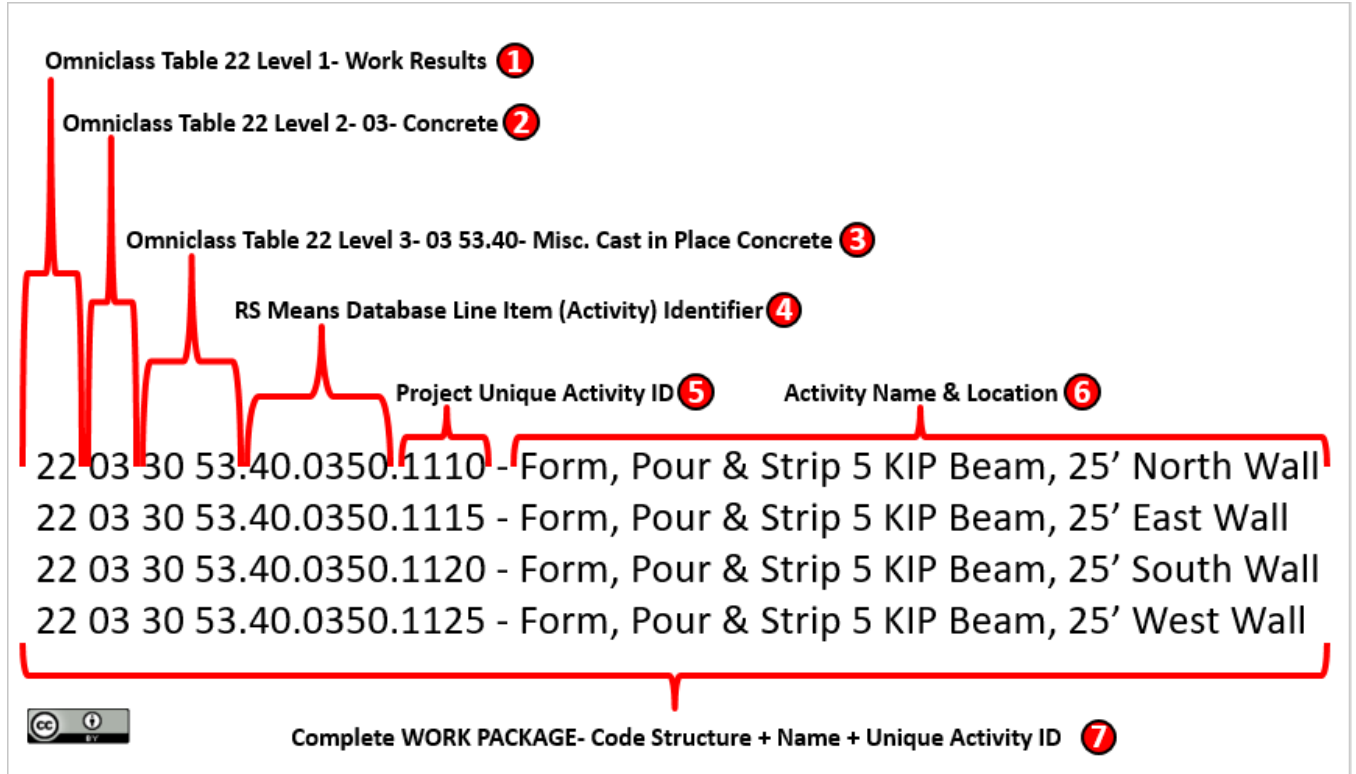 Omniclass Table 22 Level 1- Work Results 1
Omniclass Table 22 Level 2- 03- Concrete 2
Omniclass Table 22 Level 3- 03 53.40- Misc. Cast in Place Concrete 3
RS Means Database Line Item (Activity) Identifier 4
Project Unique Activity ID 5
Activity Name & Location 6
22 03 30 53.40.0350.1110 - Form, Pour & Strip 5 KIP Beam, 25’ North Wall
22 03 30 53.40.0350.1115 - Form, Pour & Strip 5 KIP Beam, 25’ East Wall
22 03 30 53.40.0350.1120 - Form, Pour & Strip 5 KIP Beam, 25’ South Wall
22 03 30 53.40.0350.1125 - Form, Pour & Strip 5 KIP Beam, 25’ West Wall
cc BY
Complete WORK PACKAGE- Code Structure + Name + Unique Activity ID 7